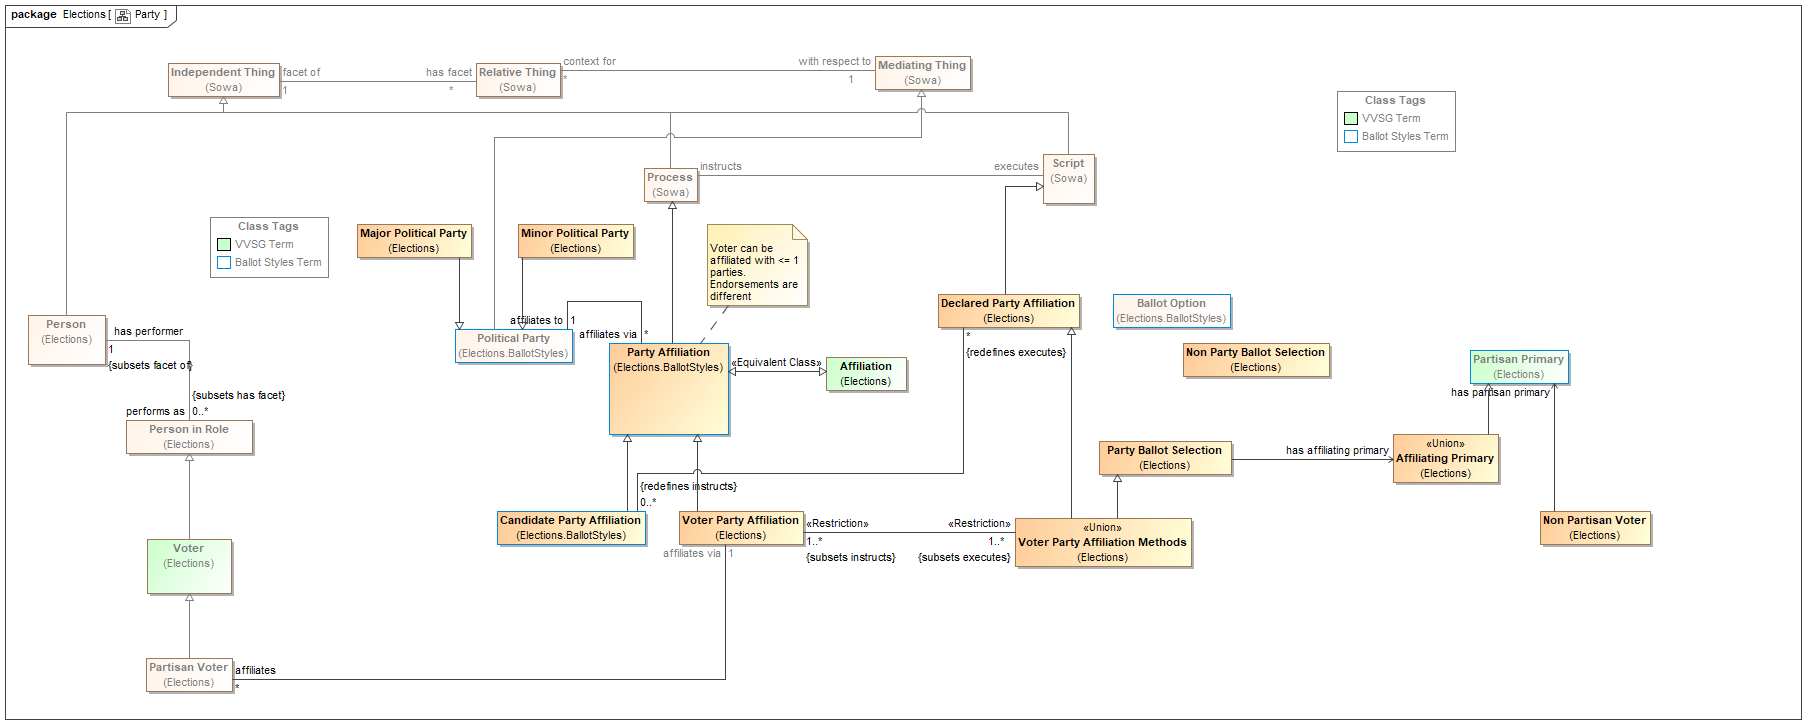 package Elections [ Party ]
Independent Thing
(Sowa)
facet of
1
has facet
*
Relative Thing
(Sowa)
context for
*
with respect to
1
Mediating Thing
(Sowa)
Class Tags
VVSG Term
Ballot Styles Term
Process
(Sowa)
instructs
executes
Script
(Sowa)
Class Tags
VVSG Term
Ballot Styles Term
Major Political Party
(Elections)
Minor Political Party
(Elections)
Voter can be
affiliated with <= 1
parties.
Endorsements are
different
Person
(Elections)
has performer
1
{subsets facet of}
{subsets has facet}
performs as
0..*
Person in Role
(Elections)
affiliates to
1
affiliates via
*
Political Party
(Elections.BallotStyles)
Party Affiliation
(Elections.BallotStyles)
«Equivalent Class»
Affiliation
(Elections)
Declared Party Affiliation
(Elections)
*
{redefines executes}
Ballot Option
(Elections.BallotStyles)
Non Party Ballot Selection
(Elections)
Partisan Primary
(Elections)
has partisan primary
Party Ballot Selection
(Elections)
has affiliating primary
«Union»
Affiliating Primary
(Elections)
{redefines instructs}
0..*
Candidate Party Affiliation
(Elections.BallotStyles)
Voter Party Affiliation
(Elections)
«Restriction»
1..*
{subsets instructs}
«Restriction»
1..*
{subsets executes}
«Union»
Voter Party Affiliation Methods
(Elections)
Non Partisan Voter
(Elections)
affiliates via
1
Voter
(Elections)
Partisan Voter
(Elections)
affiliates
*